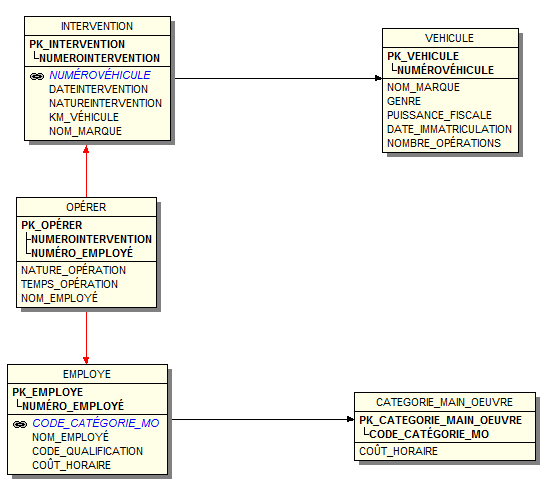 INTERVENTION
PK_INTERVENTION
NUMEROINTERVENTION
NUMÉROVÉHICULE
DATEINTERVENTION
NATUREINTERVENTION
KM_VÉHICULE
NOM_MARQUE
VEHICULE
PK_VEHICULE
NUMÉROVÉHICULE
NOM_MARQUE
GENRE
PUISSANCE_FISCALE
DATE_IMMATRICULATION
NOMBRE_OPÉRATIONS
OPÉRER
PK_OPÉRER
NUMEROINTERVENTION
NUMÉRO_EMPLOYÉ
NATURE_OPÉRATION
TEMPS_OPÉRATION
NOM_EMPLOYÉ
EMPLOYE
PK_EMPLOYE
NUMÉRO_EMPLOYÉ
CODE_CATÉGORIE_MO
NOM_EMPLOYÉ
CODE_QUALIFICATION
COÛT_HORAIRE
CATEGORIE_MAIN_OEUVRE
PK_CATEGORIE_MAIN_OEUVRE
CODE_CATÉGORIE_MO
COÛT_HORAIRE